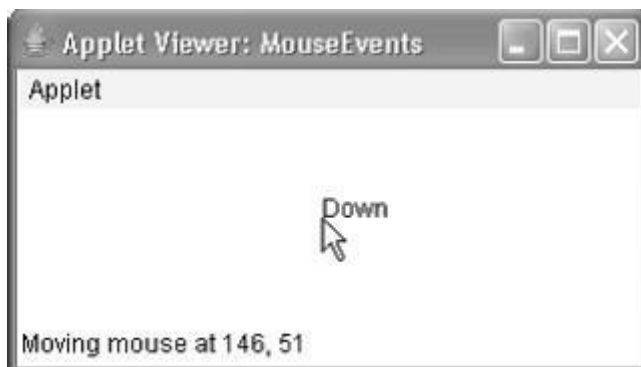 Applet Viewer: MouseEvents
Applet
Down
Moving mouse at 146, 51